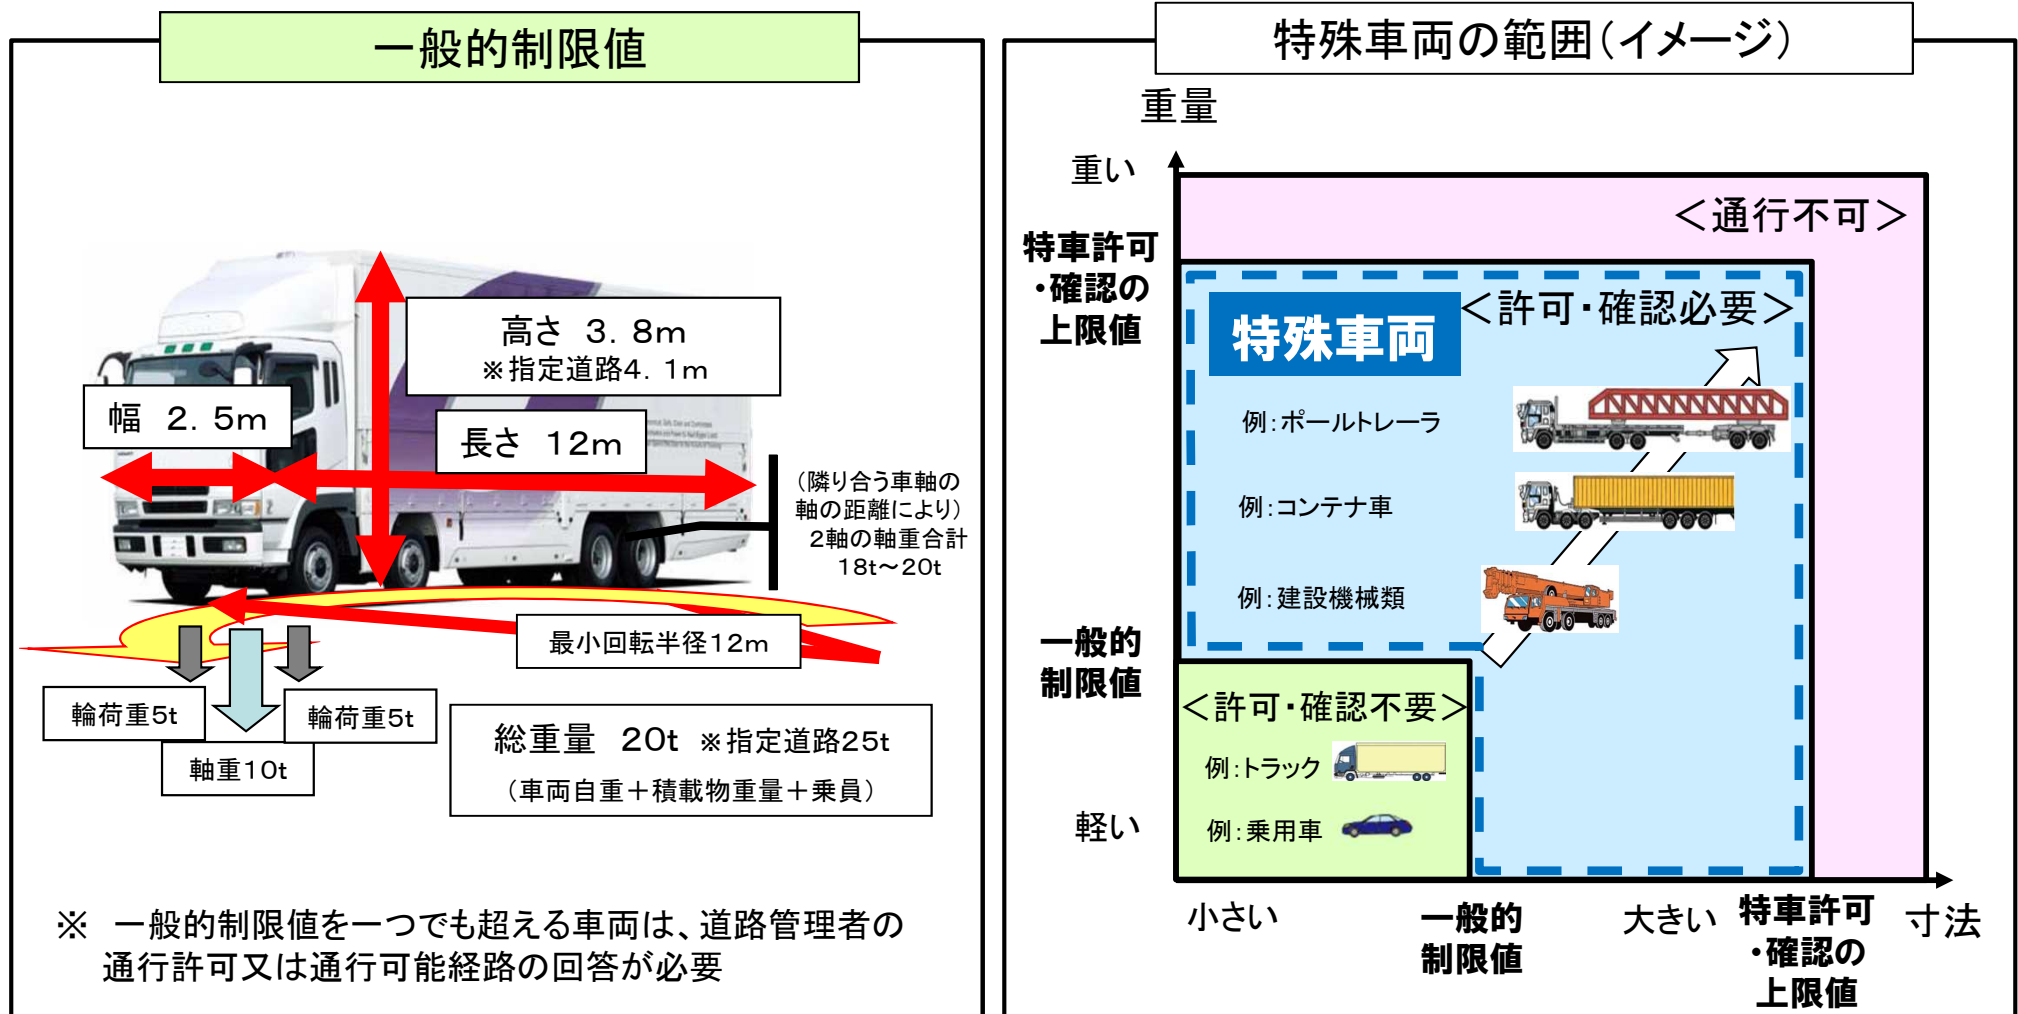 一般的制限値
高さ 3.8m
※指定道路4.1m
幅 2.5m
長さ 12m
（隣り合う車軸の
軸の距離により）
2軸の軸重合計
18t～20t
最小回転半径12m
輪荷重5t
輪荷重5t
軸重10t
総重量 20t ※指定道路25t
（車両自重＋積載物重量＋乗員）
※ 一般的制限値を一つでも超える車両は、道路管理者の
通行許可又は通行可能経路の回答が必要
特殊車両の範囲（イメージ）
重量
重い
＜通行不可＞
特車許可
・確認の
上限値
＜許可・確認必要＞
特殊車両
例：ポールトレーラ
例：コンテナ車
例：建設機械類
一般的
制限値
＜許可・確認不要＞
例：トラック
例：乗用車
軽い
小さい
一般的
制限値
大きい
特車許可
・確認の
上限値
寸法